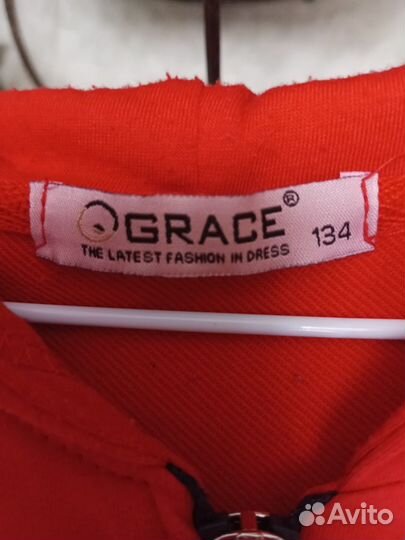 GRACE®
THE LATEST FASHION IN DRESS
134
Avito